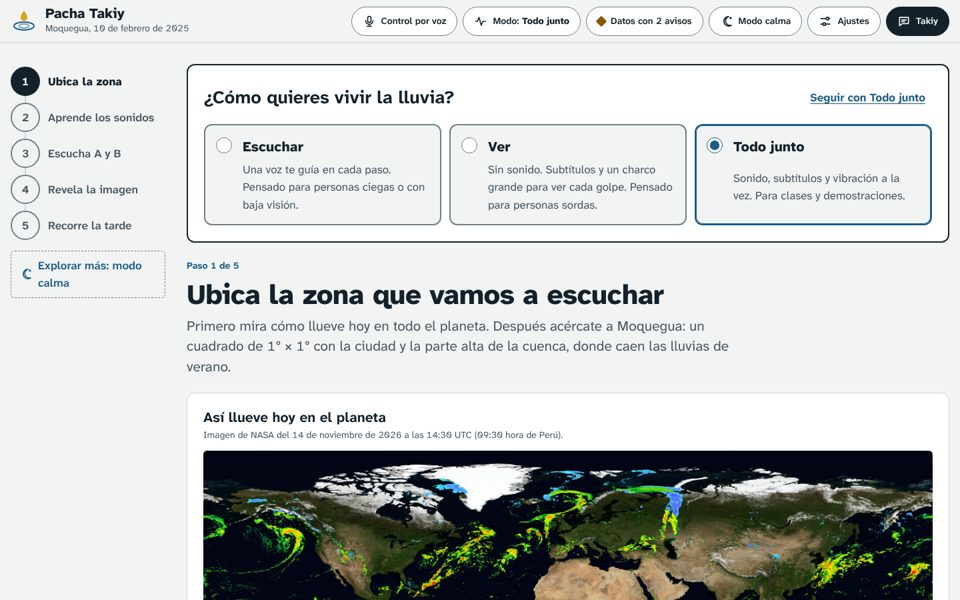 Pacha Takiy
Moquegua, 10 de febrero de 2025
Control por voz
Modo: Todo junto
Datos con 2 avisos
Modo calma
Ajustes
Takiy
1 Ubica la zona
2 Aprende los sonidos
3 Escucha A y B
4 Revela la imagen
5 Recorre la tarde
Explorar más: modo
calma
¿Cómo quieres vivir la lluvia?
Seguir con Todo junto
Escuchar
Una voz te guía en cada paso.
Pensado para personas ciegas o con
baja visión.
Ver
Sin sonido. Subtítulos y un charco
grande para ver cada golpe. Pensado
para personas sordas.
Todo junto
Sonido, subtítulos y vibración a la
vez. Para clases y demostraciones.
Paso 1 de 5
Ubica la zona que vamos a escuchar
Primero mira cómo llueve hoy en todo el planeta. Después acércate a Moquegua: un
cuadrado de 1° × 1° con la ciudad y la parte alta de la cuenca, donde caen las lluvias de
verano.
Así llueve hoy en el planeta
Imagen de NASA del 14 de noviembre de 2026 a las 14:30 UTC (09:30 hora de Perú).